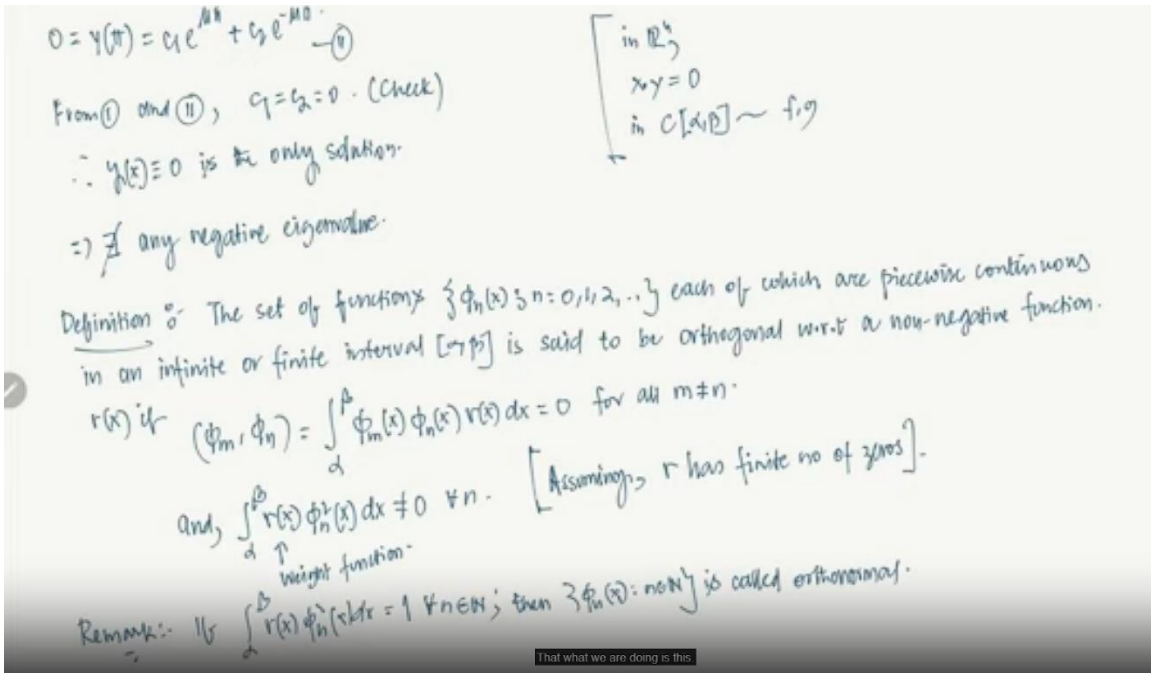 0 = y(π) = c₁e^{μπ} + c₂e^{-μπ} —(II)
From (I) and (II), c₁ = c₂ = 0. (Check)
∴ y(x) ≡ 0 is the only solution.
⇒ ∄ any negative eigenvalue.
in ℝⁿ,
x,y = 0
in C[α,β] ~ f,g
Definition :- The set of functions {φₙ(x) ; n = 0,1,2,..} each of which are piecewise continuous
in an infinite or finite interval [α,β] is said to be orthogonal w.r.t a non-negative function.
r(x) if (φₘ, φₙ) = ∫_α^β φₘ(x) φₙ(x) r(x) dx = 0 for all m ≠ n.
and, ∫_α^β r(x) φₙ²(x) dx ≠ 0 ∀ n. [Assuming, r has finite no of zeros].
↑
weight function.
Remark:- If ∫_α^β r(x) φₙ²(x) dx = 1 ∀ n ∈ ℕ ; then {φₙ(x) : n ∈ ℕ} is called orthonormal.
That what we are doing is this.